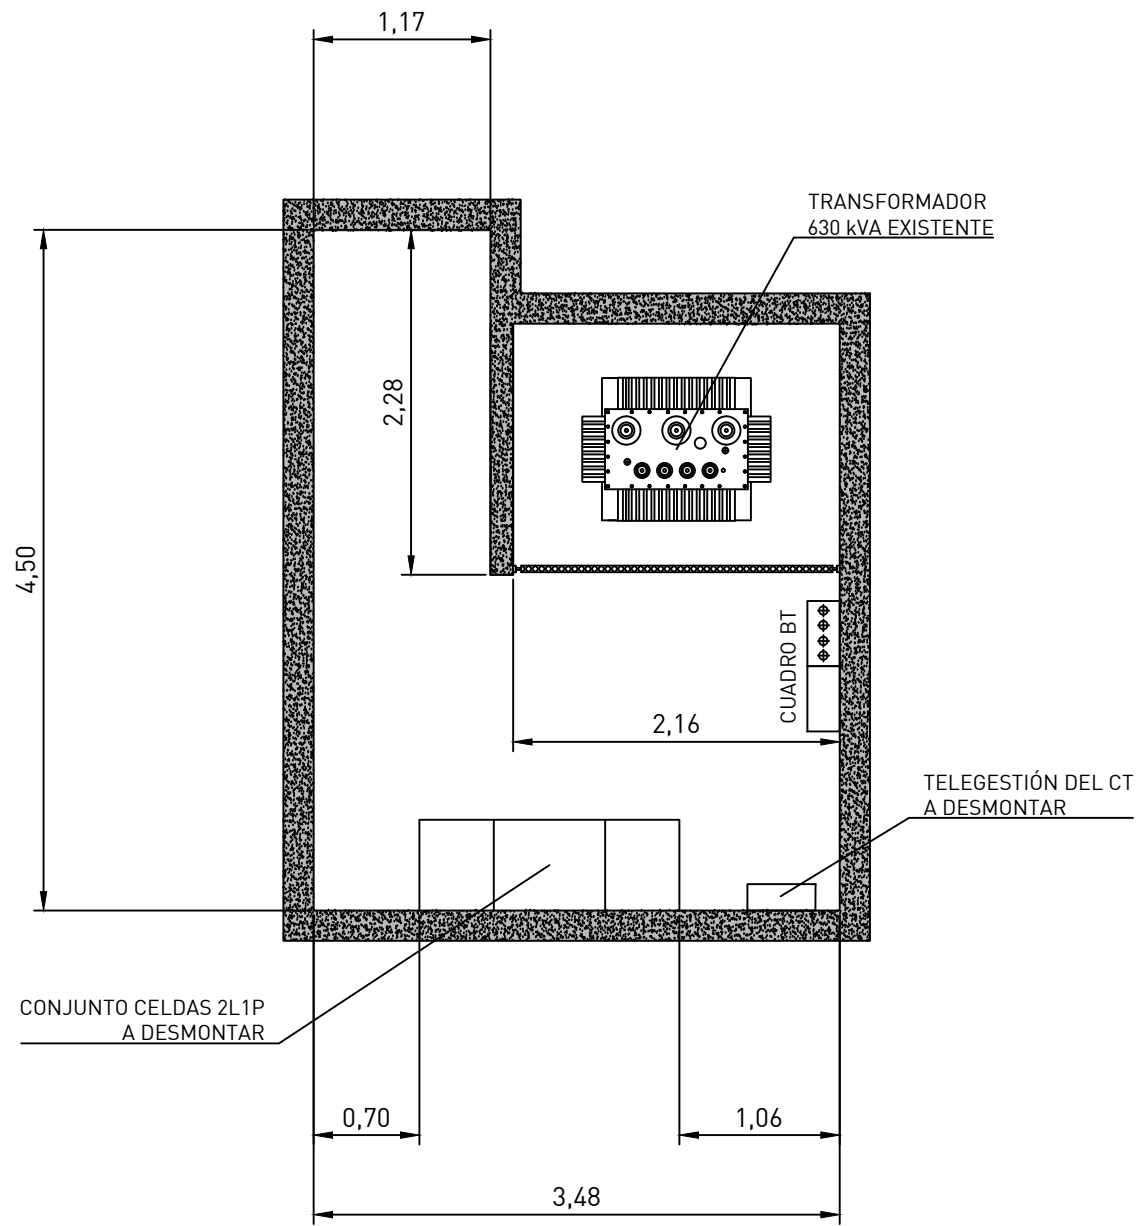 1,17
TRANSFORMADOR
630 kVA EXISTENTE
2,28
4,50
CUADRO BT
2,16
TELEGESTIÓN DEL CT
A DESMONTAR
CONJUNTO CELDAS 2L1P
A DESMONTAR
0,70
1,06
3,48